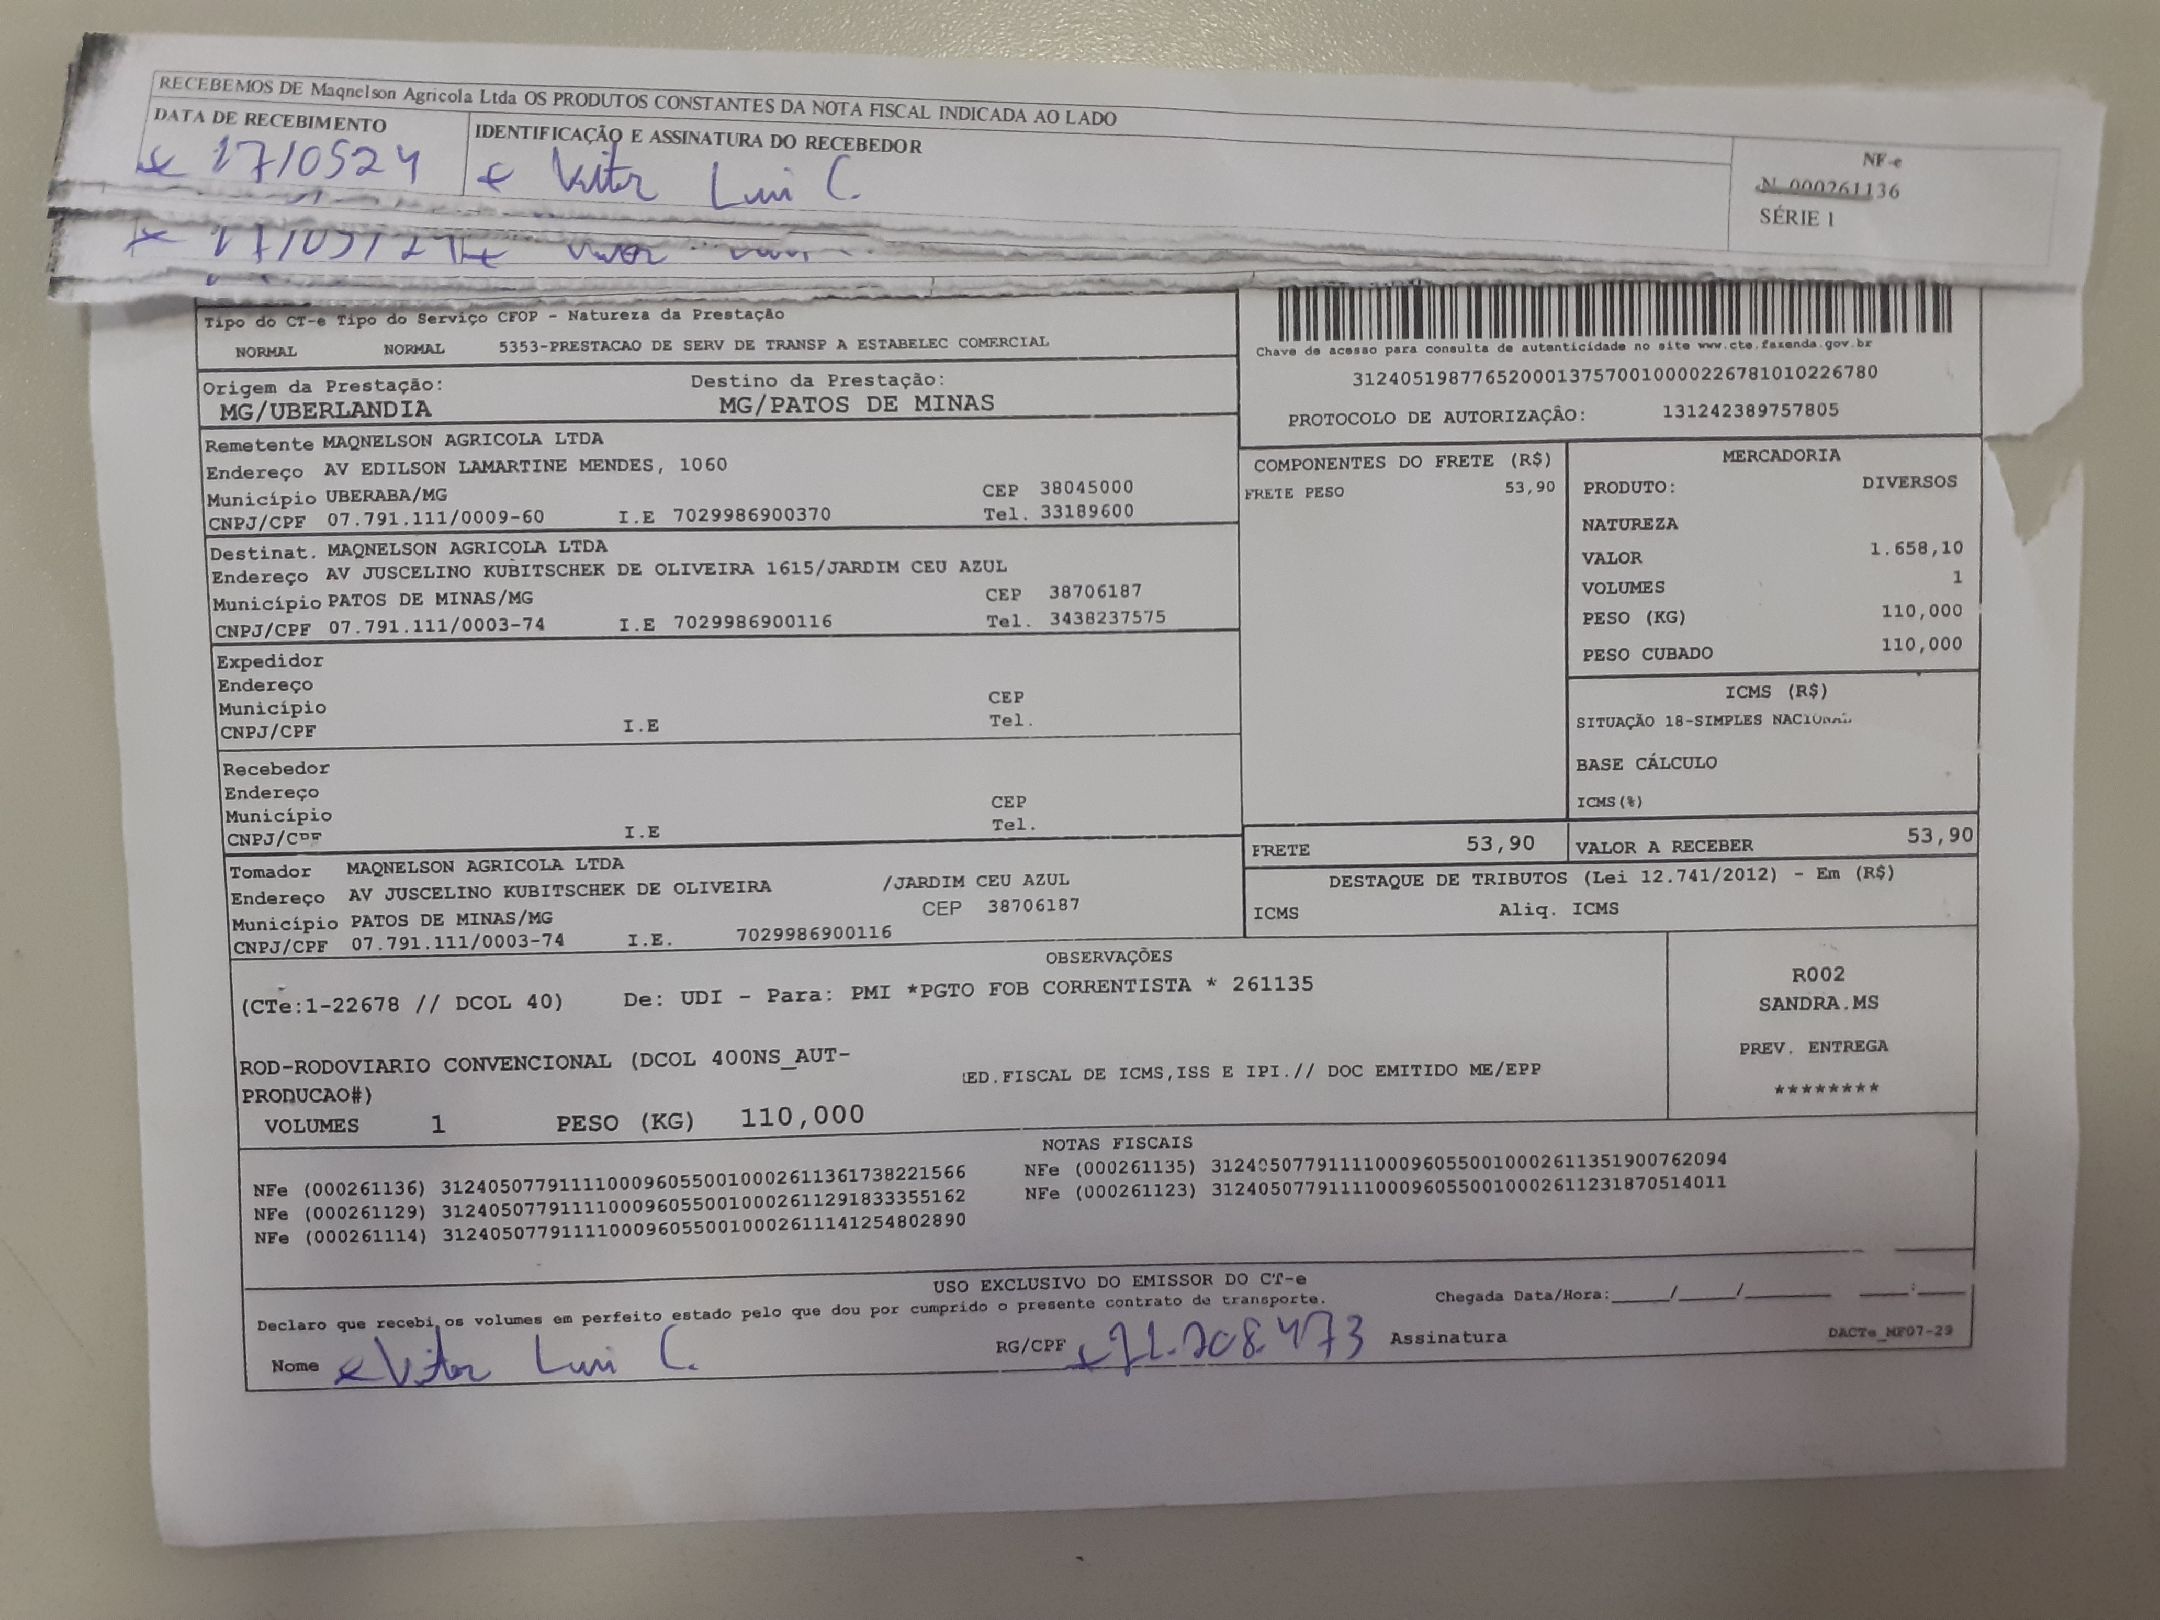 RECEBEMOS DE Maqnelson Agricola Ltda OS PRODUTOS CONSTANTES DA NOTA FISCAL INDICADA AO LADO
DATA DE RECEBIMENTO IDENTIFICAÇÃO E ASSINATURA DO RECEBEDOR
17/0524 Vitor Lui C.
NF-e
N. 000261136
SÉRIE 1
Tipo do CT-e Tipo do Serviço CFOP - Natureza da Prestação
NORMAL NORMAL 5353-PRESTACAO DE SERV DE TRANSP A ESTABELEC COMERCIAL
Chave de acesso para consulta de autenticidade no site www.cte.fazenda.gov.br
31240519877652000137570010000226781010226780
PROTOCOLO DE AUTORIZAÇÃO: 131242389757805
Origem da Prestação: Destino da Prestação:
MG/UBERLANDIA MG/PATOS DE MINAS
Remetente MAQNELSON AGRICOLA LTDA
Endereço AV EDILSON LAMARTINE MENDES, 1060
Município UBERABA/MG CEP 38045000
CNPJ/CPF 07.791.111/0009-60 I.E 7029986900370 Tel. 33189600
Destinat. MAQNELSON AGRICOLA LTDA
Endereço AV JUSCELINO KUBITSCHEK DE OLIVEIRA 1615/JARDIM CEU AZUL
Município PATOS DE MINAS/MG CEP 38706187
CNPJ/CPF 07.791.111/0003-74 I.E 7029986900116 Tel. 3438237575
Expedidor
Endereço
Município CEP
CNPJ/CPF I.E Tel.
Recebedor
Endereço
Município CEP
CNPJ/CPF I.E Tel.
Tomador MAQNELSON AGRICOLA LTDA
Endereço AV JUSCELINO KUBITSCHEK DE OLIVEIRA /JARDIM CEU AZUL
Município PATOS DE MINAS/MG CEP 38706187
CNPJ/CPF 07.791.111/0003-74 I.E. 7029986900116
COMPONENTES DO FRETE (R$)
FRETE PESO 53,90
MERCADORIA
PRODUTO: DIVERSOS
NATUREZA
VALOR 1.658,10
VOLUMES 1
PESO (KG) 110,000
PESO CUBADO 110,000
ICMS (R$)
SITUAÇÃO 18-SIMPLES NACIONAL
BASE CÁLCULO
ICMS(%)
FRETE 53,90 VALOR A RECEBER 53,90
DESTAQUE DE TRIBUTOS (Lei 12.741/2012) - Em (R$)
ICMS Aliq. ICMS
OBSERVAÇÕES
(CTe:1-22678 // DCOL 40) De: UDI - Para: PMI *PGTO FOB CORRENTISTA * 261135
ROD-RODOVIARIO CONVENCIONAL (DCOL 400NS_AUT-
PRODUCAO#)
ED.FISCAL DE ICMS,ISS E IPI.// DOC EMITIDO ME/EPP
VOLUMES 1 PESO (KG) 110,000
R002
SANDRA.MS
PREV. ENTREGA
********
NOTAS FISCAIS
NFe (000261136) 31240507791111000960550010002611361738221566 NFe (000261135) 31240507791111000960550010002611351900762094
NFe (000261129) 31240507791111000960550010002611291833355162 NFe (000261123) 31240507791111000960550010002611231870514011
NFe (000261114) 31240507791111000960550010002611141254802890
USO EXCLUSIVO DO EMISSOR DO CT-e
Declaro que recebi os volumes em perfeito estado pelo que dou por cumprido o presente contrato de transporte. Chegada Data/Hora:_____/_____/_______ ____:____
Nome Vitor Lui C. RG/CPF 21.208.473 Assinatura DACTe_MF07-29